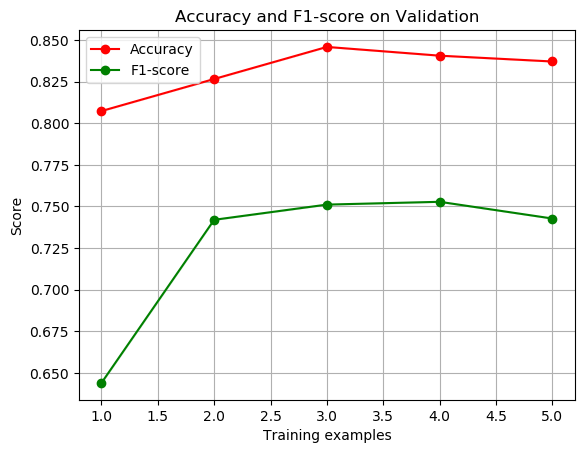 Accuracy and F1-score on Validation
Accuracy
F1-score
0.850
0.825
0.800
0.775
0.750
0.725
0.700
0.675
0.650
Score
1.0 1.5 2.0 2.5 3.0 3.5 4.0 4.5 5.0
Training examples